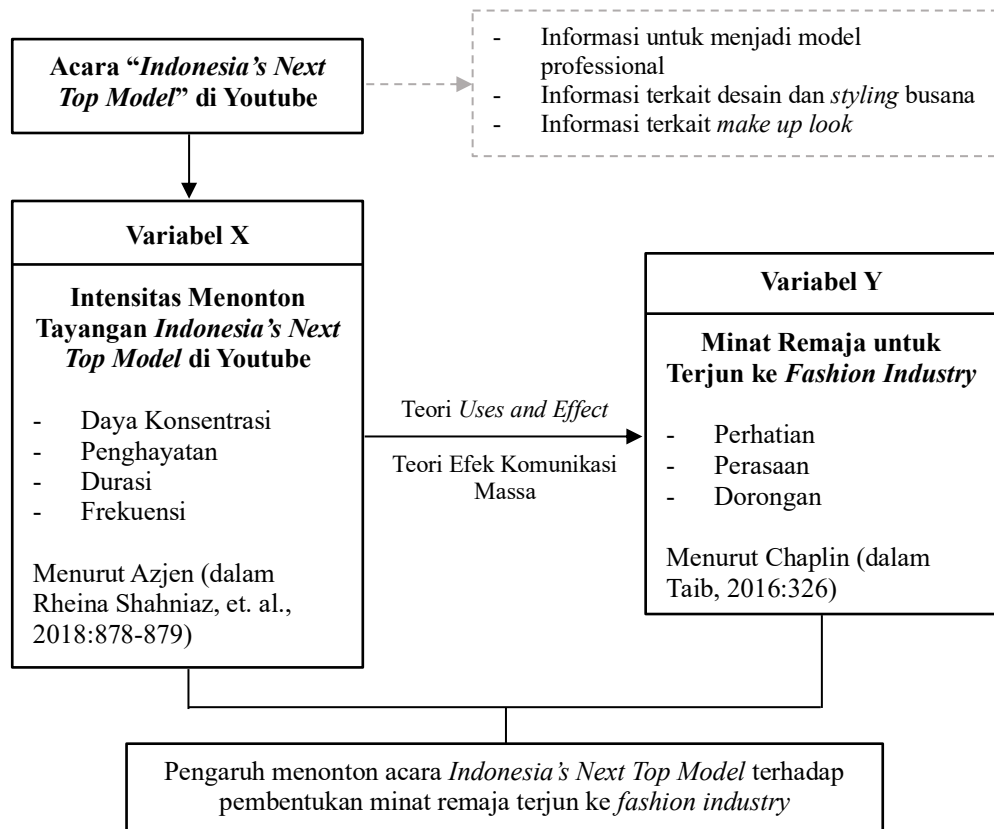 Acara “Indonesia’s Next
Top Model” di Youtube
- Informasi untuk menjadi model
professional
- Informasi terkait desain dan styling busana
- Informasi terkait make up look
Variabel X
Intensitas Menonton
Tayangan Indonesia’s Next
Top Model di Youtube
- Daya Konsentrasi
- Penghayatan
- Durasi
- Frekuensi
Menurut Azjen (dalam
Rheina Shahniaz, et. al.,
2018:878-879)
Teori Uses and Effect
Teori Efek Komunikasi
Massa
Variabel Y
Minat Remaja untuk
Terjun ke Fashion Industry
- Perhatian
- Perasaan
- Dorongan
Menurut Chaplin (dalam
Taib, 2016:326)
Pengaruh menonton acara Indonesia’s Next Top Model terhadap
pembentukan minat remaja terjun ke fashion industry